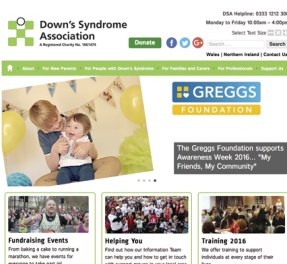 Down's Syndrome
Association
A Registered Charity No. 1061474
DSA Helpline: 0333 1212 300
Monday to Friday 10:00am - 4:00pm
Select Text Size
Donate
Search...
Search
Wales | Northern Ireland | Contact Us
About
For New Parents
For People with Down's Syndrome
For Families and Carers
For Professionals
Support Us
GREGGS
FOUNDATION
The Greggs Foundation supports
Awareness Week 2016... "My
Friends, My Community"
Fundraising Events
From baking a cake to running a
marathon, we have events for
Helping You
Find out how our Information Team
can help you and how to get in touch
Training 2016
We offer training to support
individuals at every stage of their